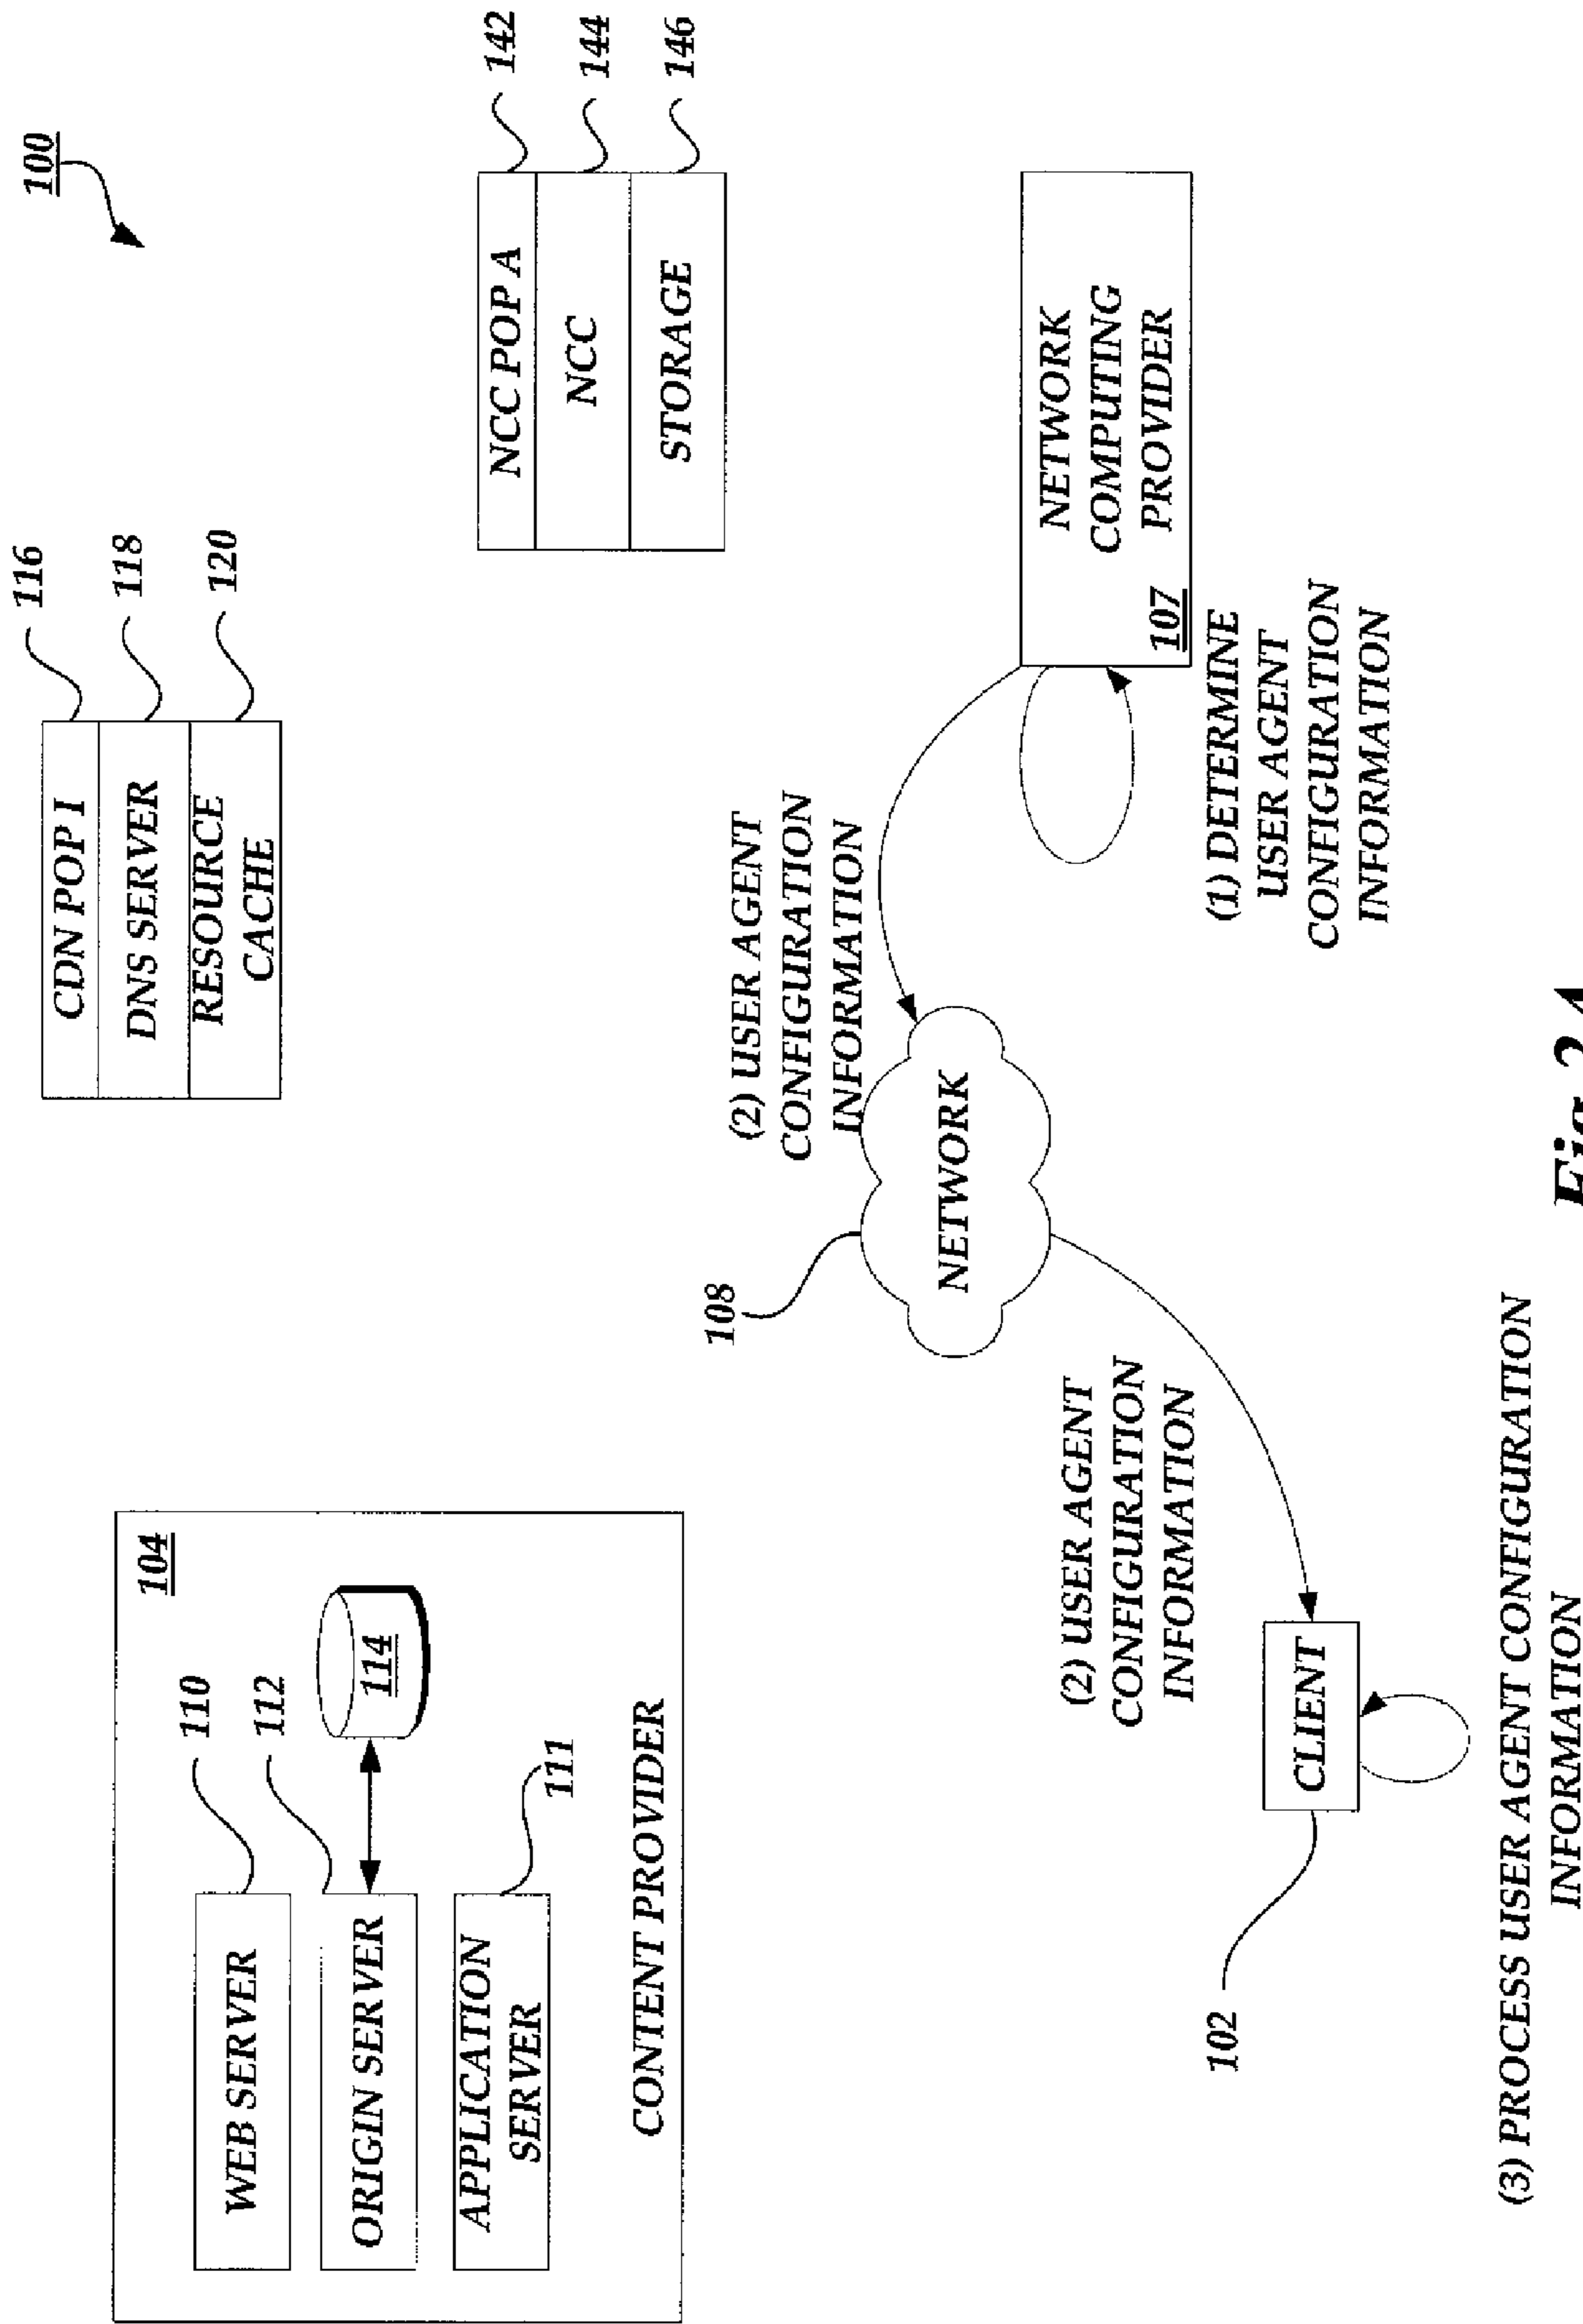 100
104
WEB SERVER
110
ORIGIN SERVER
112
114
APPLICATION
SERVER
111
CONTENT PROVIDER
CDN POP I
116
DNS SERVER
118
RESOURCE
CACHE
120
NCC POP A
142
NCC
144
STORAGE
146
108
NETWORK
(2) USER AGENT
CONFIGURATION
INFORMATION
NETWORK
COMPUTING
PROVIDER
107
(1) DETERMINE
USER AGENT
CONFIGURATION
INFORMATION
(2) USER AGENT
CONFIGURATION
INFORMATION
102
CLIENT
(3) PROCESS USER AGENT CONFIGURATION
INFORMATION
Fig. 2A